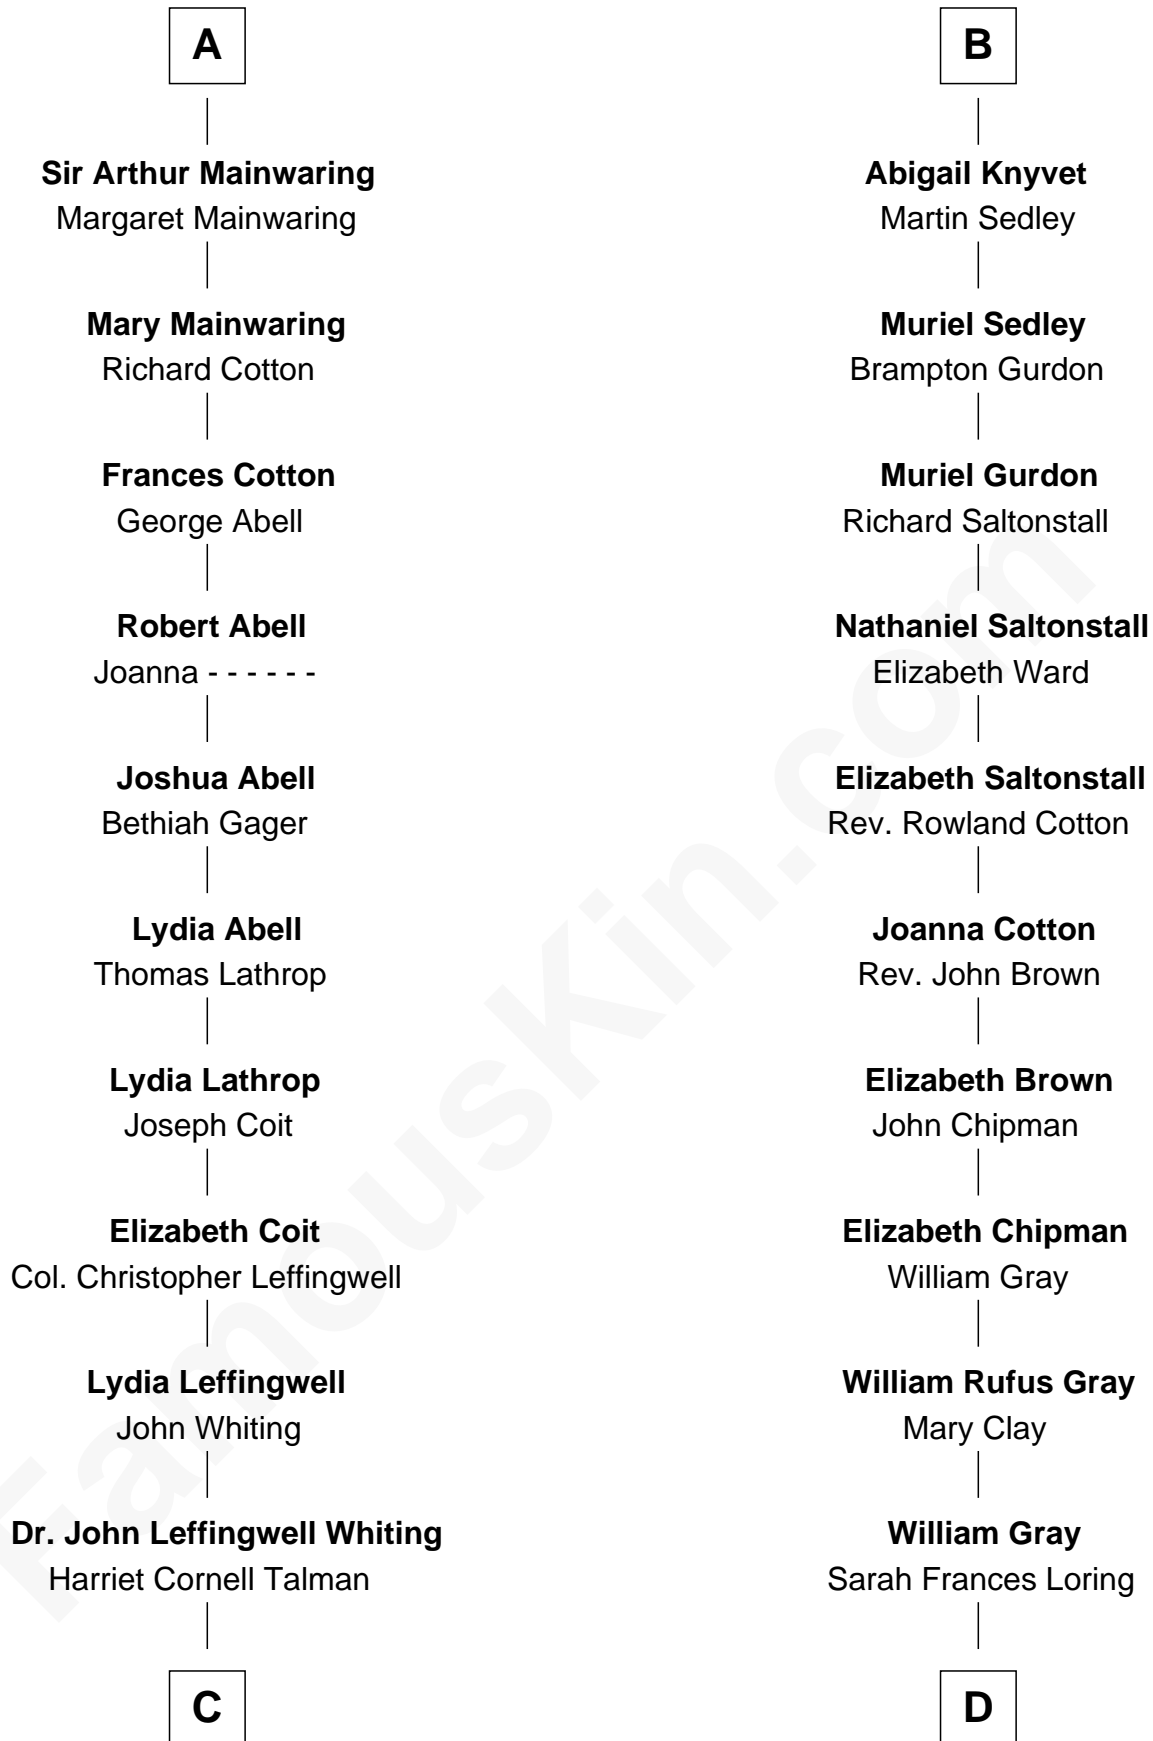 A
Sir Arthur Mainwaring
Margaret Mainwaring
Mary Mainwaring
Richard Cotton
Frances Cotton
George Abell
Robert Abell
Joanna - - - - - -
Joshua Abell
Bethiah Gager
Lydia Abell
Thomas Lathrop
Lydia Lathrop
Joseph Coit
Elizabeth Coit
Col. Christopher Leffingwell
Lydia Leffingwell
John Whiting
Dr. John Leffingwell Whiting
Harriet Cornell Talman
C
B
Abigail Knyvet
Martin Sedley
Muriel Sedley
Brampton Gurdon
Muriel Gurdon
Richard Saltonstall
Nathaniel Saltonstall
Elizabeth Ward
Elizabeth Saltonstall
Rev. Rowland Cotton
Joanna Cotton
Rev. John Brown
Elizabeth Brown
John Chipman
Elizabeth Chipman
William Gray
William Rufus Gray
Mary Clay
William Gray
Sarah Frances Loring
D
FamousKin.com